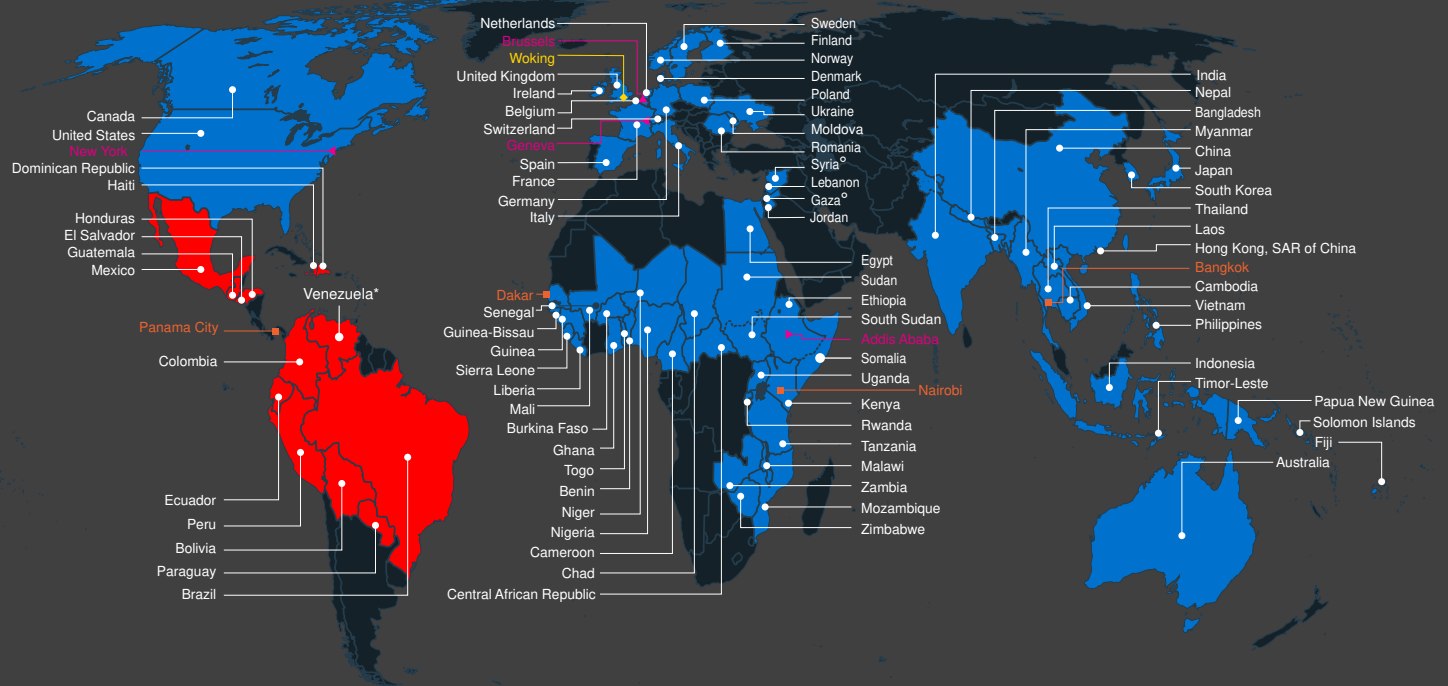 Canada
United States
New York
Dominican Republic
Haiti
Honduras
El Salvador
Guatemala
Mexico
Venezuela*
Panama City
Colombia
Ecuador
Peru
Bolivia
Paraguay
Brazil
Netherlands
Brussels
Woking
United Kingdom
Ireland
Belgium
Switzerland
Geneva
Spain
France
Germany
Italy
Sweden
Finland
Norway
Denmark
Poland
Ukraine
Moldova
Romania
Syria°
Lebanon
Gaza°
Jordan
Dakar
Senegal
Guinea-Bissau
Guinea
Sierra Leone
Liberia
Mali
Burkina Faso
Ghana
Togo
Benin
Niger
Nigeria
Cameroon
Chad
Central African Republic
Egypt
Sudan
Ethiopia
South Sudan
Addis Ababa
Somalia
Uganda
Nairobi
Kenya
Rwanda
Tanzania
Malawi
Zambia
Mozambique
Zimbabwe
India
Nepal
Bangladesh
Myanmar
China
Japan
South Korea
Thailand
Laos
Hong Kong, SAR of China
Bangkok
Cambodia
Vietnam
Philippines
Indonesia
Timor-Leste
Papua New Guinea
Solomon Islands
Fiji
Australia